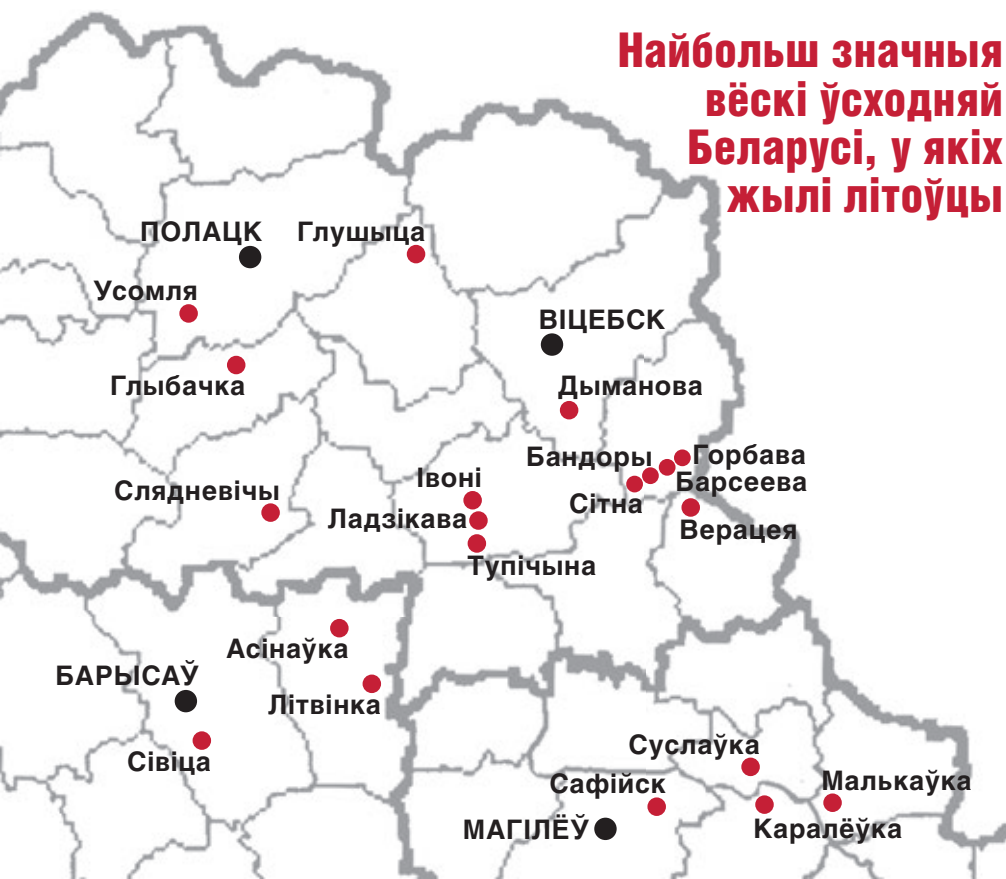 Найбольш значныя
вёскі ўсходняй
Беларусі, у якіх
жылі літоўцы
ПОЛАЦК
Глушыца
Усомля
ВІЦЕБСК
Глыбачка
Дыманова
Бандоры
Горбава
Барсеева
Сітна
Верацея
Івоні
Слядневічы
Ладзікава
Тупічына
Асінаўка
БАРЫСАЎ
Літвінка
Сівіца
Суслаўка
Сафійск
Малькаўка
МАГІЛЁЎ
Каралёўка